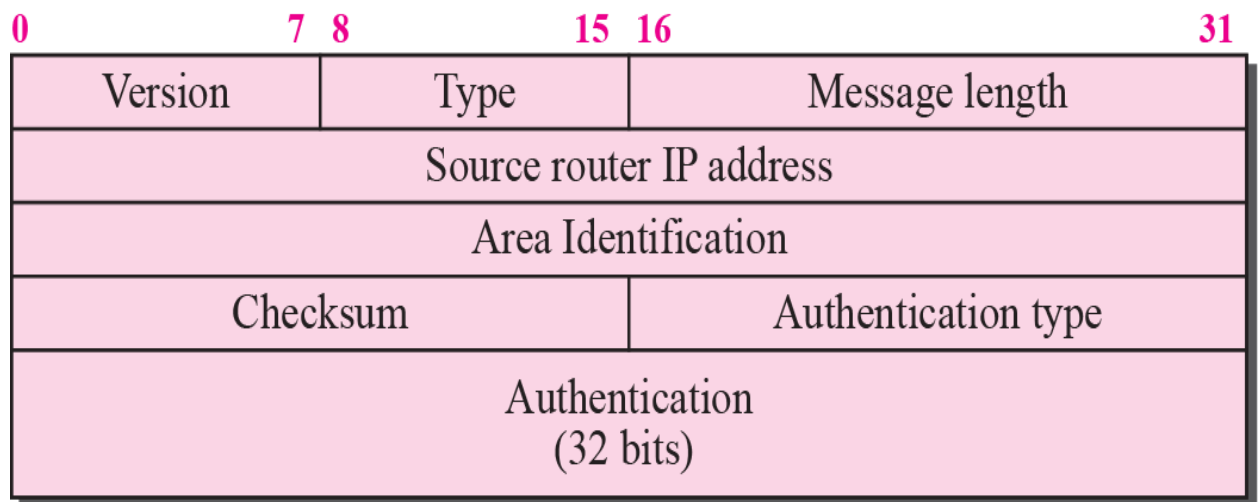 0 7 8 15 16 31
Version Type Message length
Source router IP address
Area Identification
Checksum Authentication type
Authentication
(32 bits)